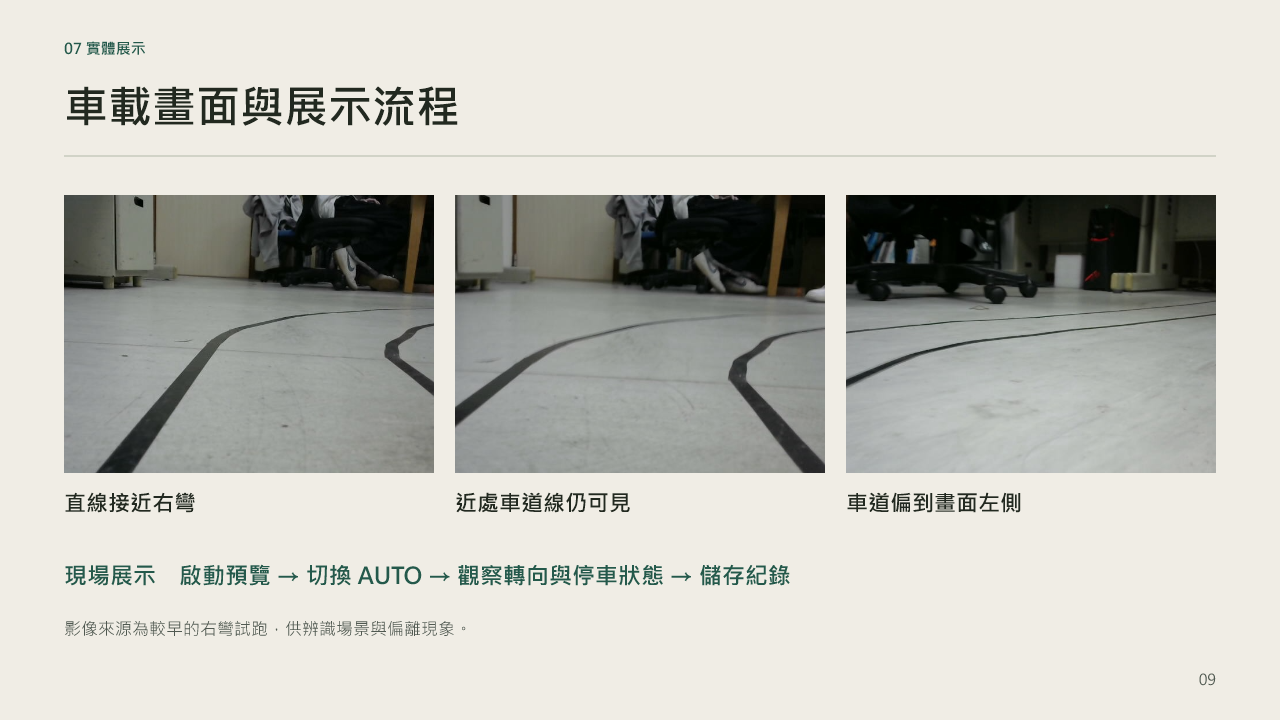 07 實體展示
車載畫面與展示流程
直線接近右彎
近處車道線仍可見
車道偏到畫面左側
現場展示　啟動預覽 → 切換 AUTO → 觀察轉向與停車狀態 → 儲存紀錄
影像來源為較早的右彎試跑，供辨識場景與偏離現象。
09